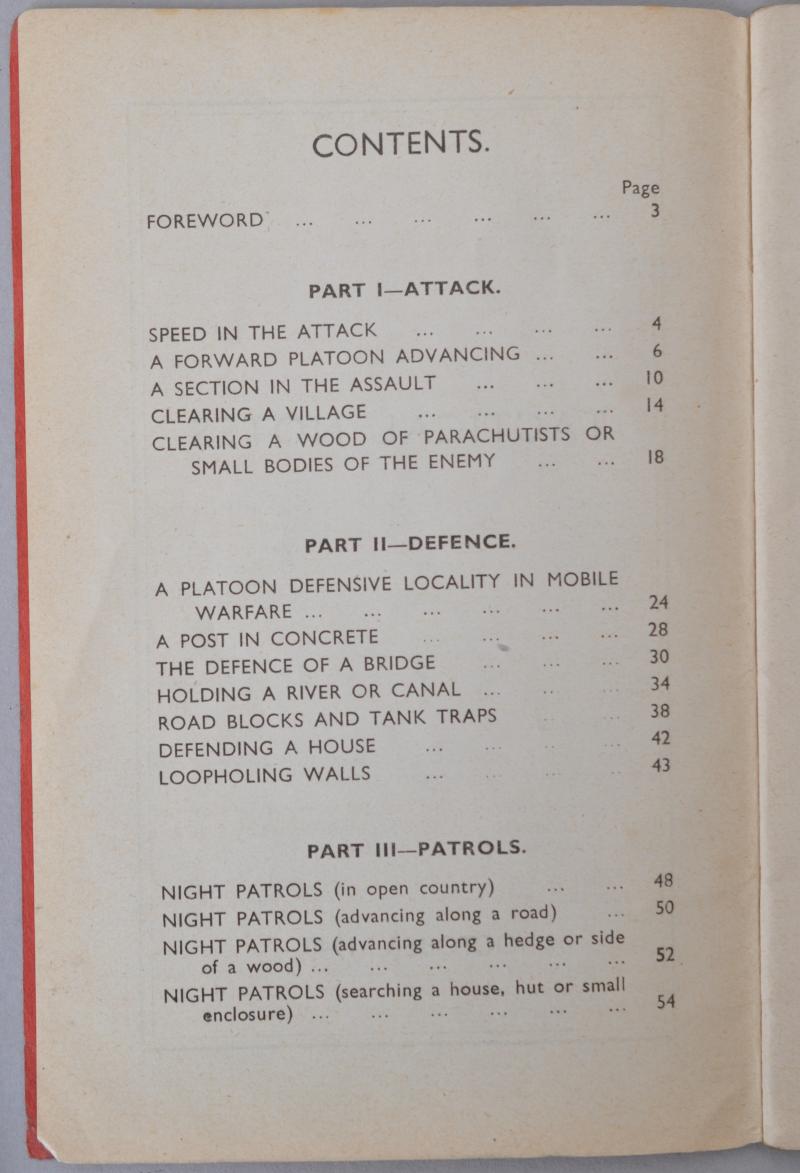 CONTENTS.
Page
FOREWORD ... ... ... ... ... ... 3
PART I—ATTACK.
SPEED IN THE ATTACK ... ... ... ... 4
A FORWARD PLATOON ADVANCING ... ... 6
A SECTION IN THE ASSAULT ... ... ... 10
CLEARING A VILLAGE ... ... ... ... 14
CLEARING A WOOD OF PARACHUTISTS OR
SMALL BODIES OF THE ENEMY ... ... 18
PART II—DEFENCE.
A PLATOON DEFENSIVE LOCALITY IN MOBILE
WARFARE ... ... ... ... ... ... 24
A POST IN CONCRETE ... ... ... ... 28
THE DEFENCE OF A BRIDGE ... ... ... 30
HOLDING A RIVER OR CANAL ... ... ... 34
ROAD BLOCKS AND TANK TRAPS ... ... 38
DEFENDING A HOUSE ... ... ... ... 42
LOOPHOLING WALLS ... ... ... ... 43
PART III—PATROLS.
NIGHT PATROLS (in open country) ... ... 48
NIGHT PATROLS (advancing along a road) ... 50
NIGHT PATROLS (advancing along a hedge or side
of a wood) ... ... ... ... ... ... 52
NIGHT PATROLS (searching a house, hut or small
enclosure) ... ... ... ... ... ... 54